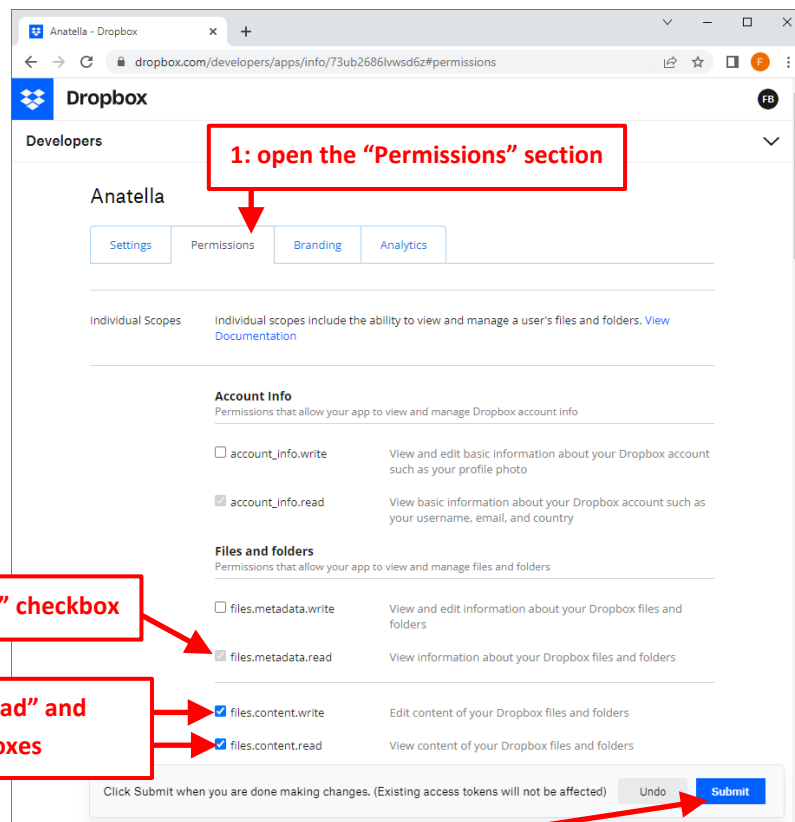 Anatella - Dropbox
dropbox.com/developers/apps/info/73ub2686lvwsd6z#permissions
F
Dropbox
FB
Developers
1: open the “Permissions” section
Anatella
Settings Permissions Branding Analytics
Individual Scopes
Individual scopes include the ability to view and manage a user's files and folders. View
Documentation
Account Info
Permissions that allow your app to view and manage Dropbox account info
account_info.write
View and edit basic information about your Dropbox account
such as your profile photo
account_info.read
View basic information about your Dropbox account such as
your username, email, and country
Files and folders
Permissions that allow your app to view and manage files and folders
” checkbox
files.metadata.write
View and edit information about your Dropbox files and
folders
files.metadata.read
View information about your Dropbox files and folders
ad” and
oxes
files.content.write
Edit content of your Dropbox files and folders
files.content.read
View content of your Dropbox files and folders
Click Submit when you are done making changes. (Existing access tokens will not be affected) Undo Submit